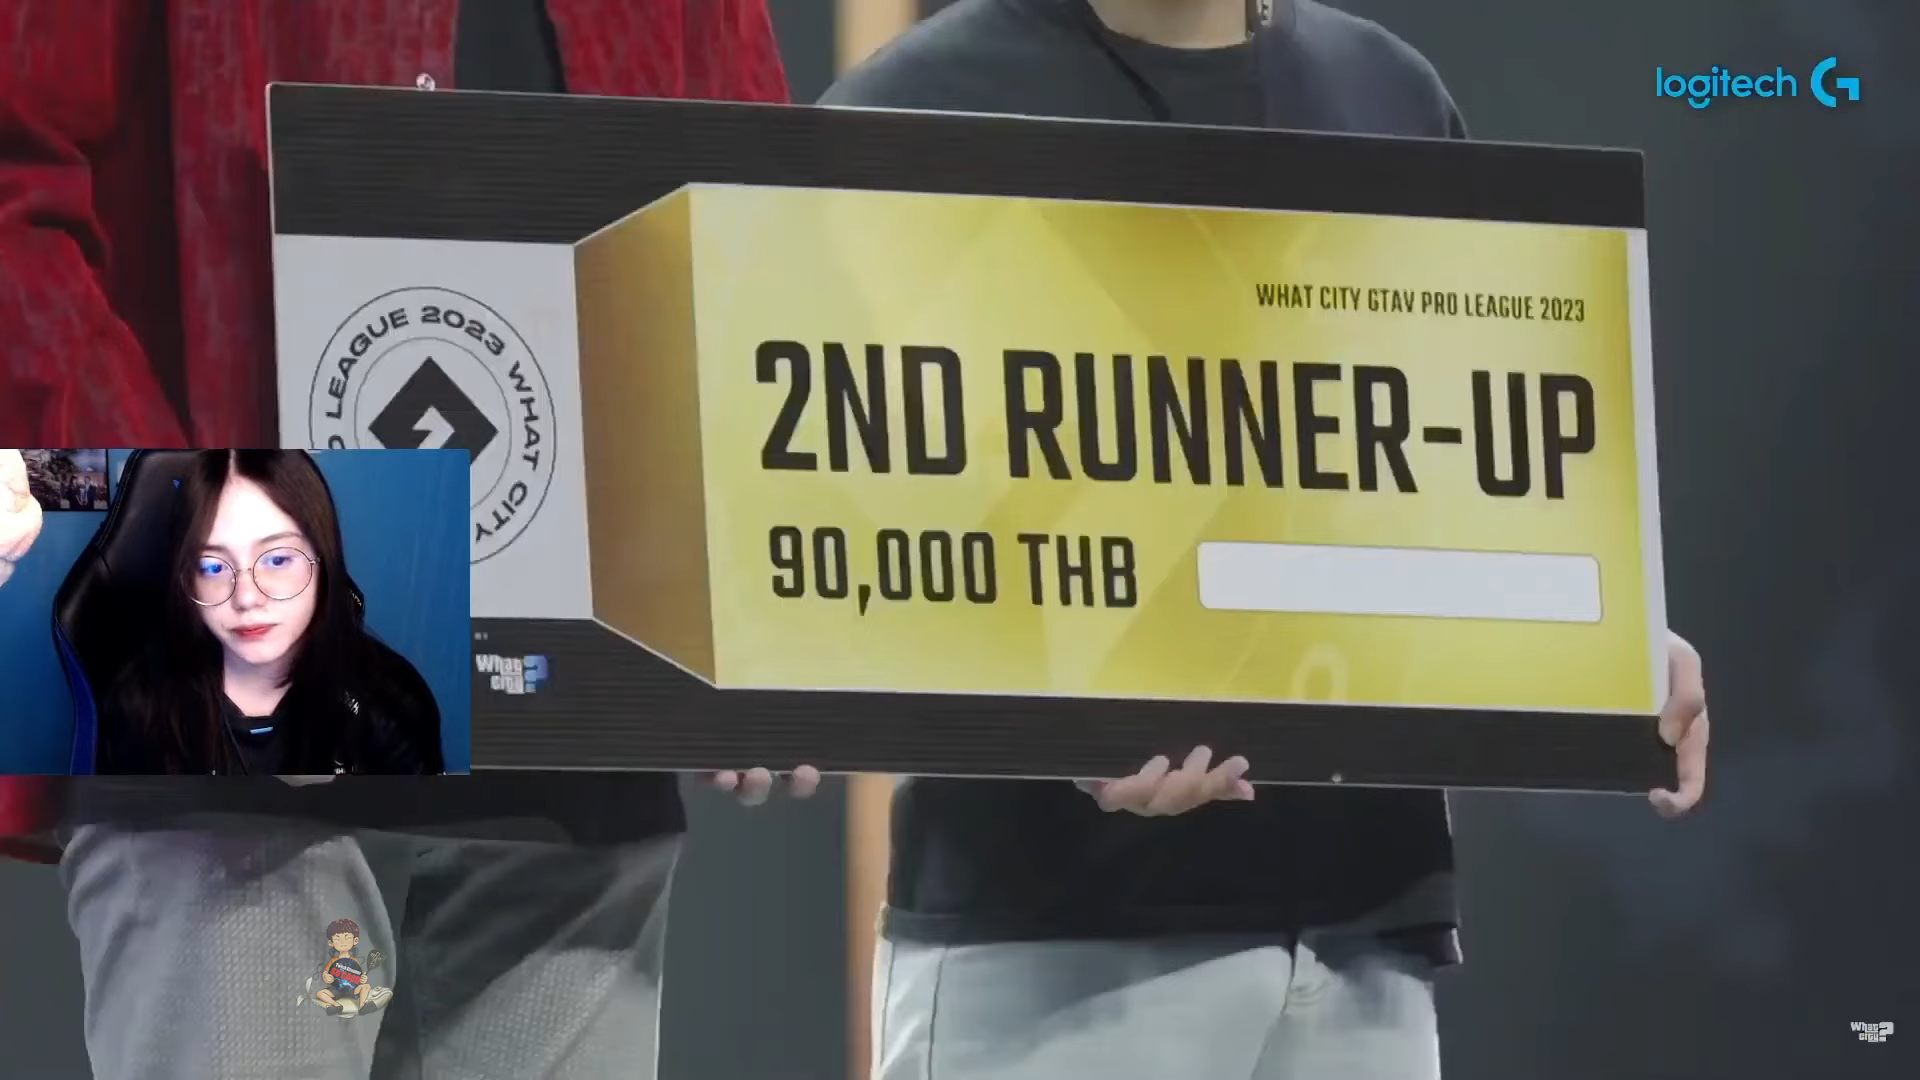 logitech G
WHAT CITY GTAV PRO LEAGUE 2023
LEAGUE 2023 WHAT CITY
2ND RUNNER-UP
90,000 THB
What
City?
What
City?